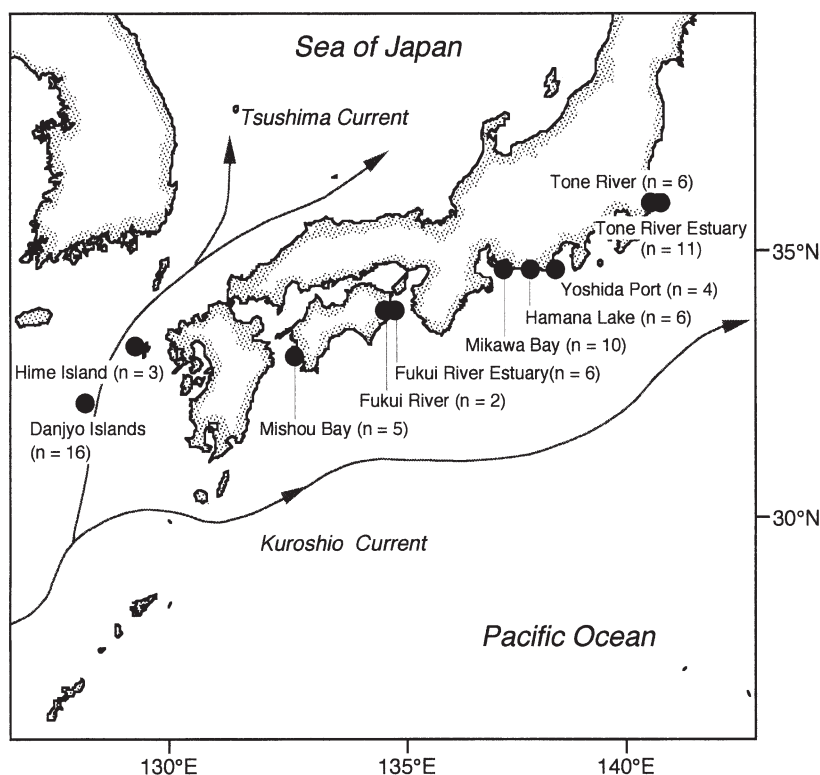 Sea of Japan
Tsushima Current
Tone River (n = 6)
Tone River Estuary
(n = 11)
35°N
Yoshida Port (n = 4)
Hamana Lake (n = 6)
Mikawa Bay (n = 10)
Fukui River Estuary(n = 6)
Hime Island (n = 3)
Fukui River (n = 2)
Danjyo Islands
(n = 16)
Mishou Bay (n = 5)
30°N
Kuroshio Current
Pacific Ocean
130°E
135°E
140°E